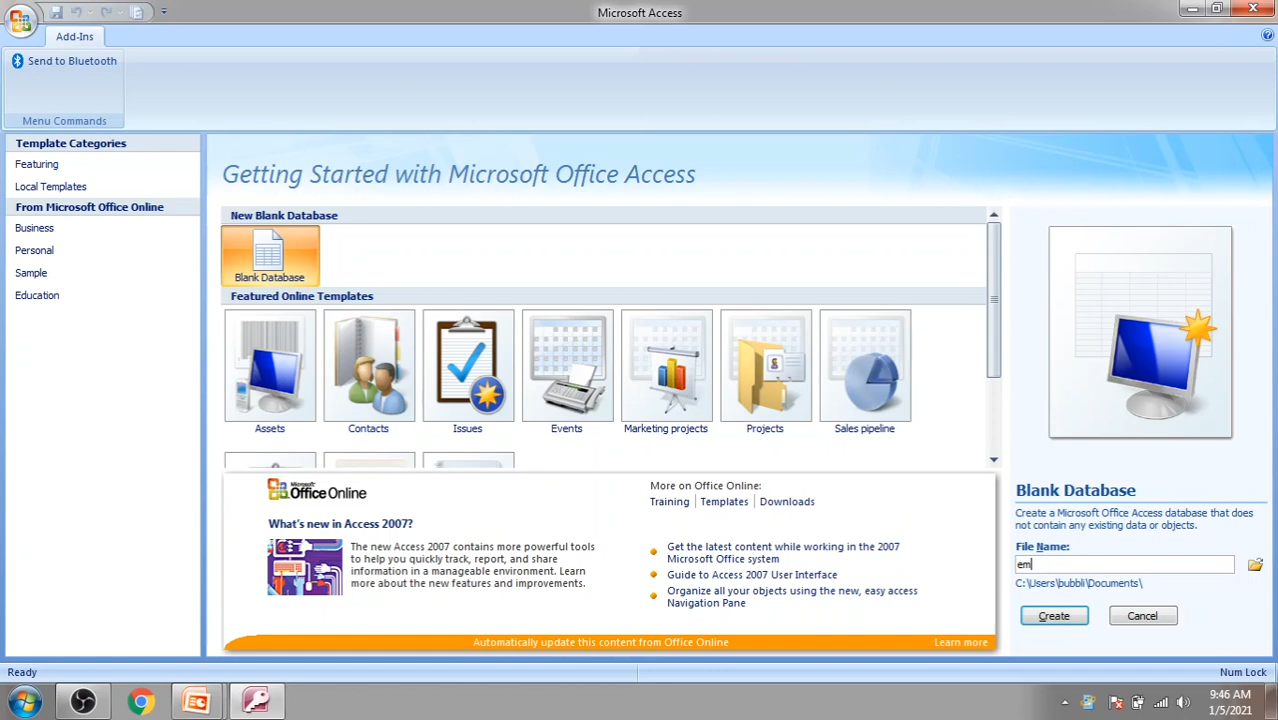 Microsoft Access
Add-Ins
Send to Bluetooth
Menu Commands
Template Categories
Featuring
Local Templates
From Microsoft Office Online
Business
Personal
Sample
Education
Getting Started with Microsoft Office Access
New Blank Database
Blank Database
Featured Online Templates
Assets
Contacts
Issues
Events
Marketing projects
Projects
Sales pipeline
Microsoft
Office Online
What's new in Access 2007?
The new Access 2007 contains more powerful tools
to help you quickly track, report, and share
information in a manageable environment. Learn
more about the new features and improvements.
More on Office Online:
Training | Templates | Downloads
Get the latest content while working in the 2007
Microsoft Office system
Guide to Access 2007 User Interface
Organize all your objects using the new, easy access
Navigation Pane
Automatically update this content from Office Online
Learn more
Blank Database
Create a Microsoft Office Access database that does
not contain any existing data or objects.
File Name:
em
C:\Users\bubbli\Documents\
Create
Cancel
Ready
Num Lock
9:46 AM
1/5/2021